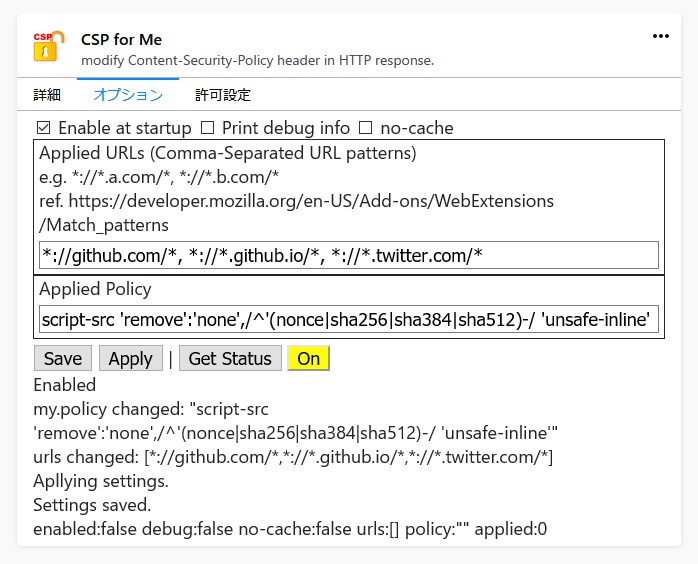 CSP
CSP for Me
modify Content-Security-Policy header in HTTP response.
詳細 オプション 許可設定
Enable at startup Print debug info no-cache
Applied URLs (Comma-Separated URL patterns)
e.g. *://*.a.com/*, *://*.b.com/*
ref. https://developer.mozilla.org/en-US/Add-ons/WebExtensions
/Match_patterns
*://github.com/*, *://*.github.io/*, *://*.twitter.com/*
Applied Policy
script-src 'remove':'none',/^'(nonce|sha256|sha384|sha512)-/ 'unsafe-inline'
Save Apply | Get Status On
Enabled
my.policy changed: "script-src
'remove':'none',/^'(nonce|sha256|sha384|sha512)-/ 'unsafe-inline'"
urls changed: [*://github.com/*,*://*.github.io/*,*://*.twitter.com/*]
Apllying settings.
Settings saved.
enabled:false debug:false no-cache:false urls:[] policy:"" applied:0